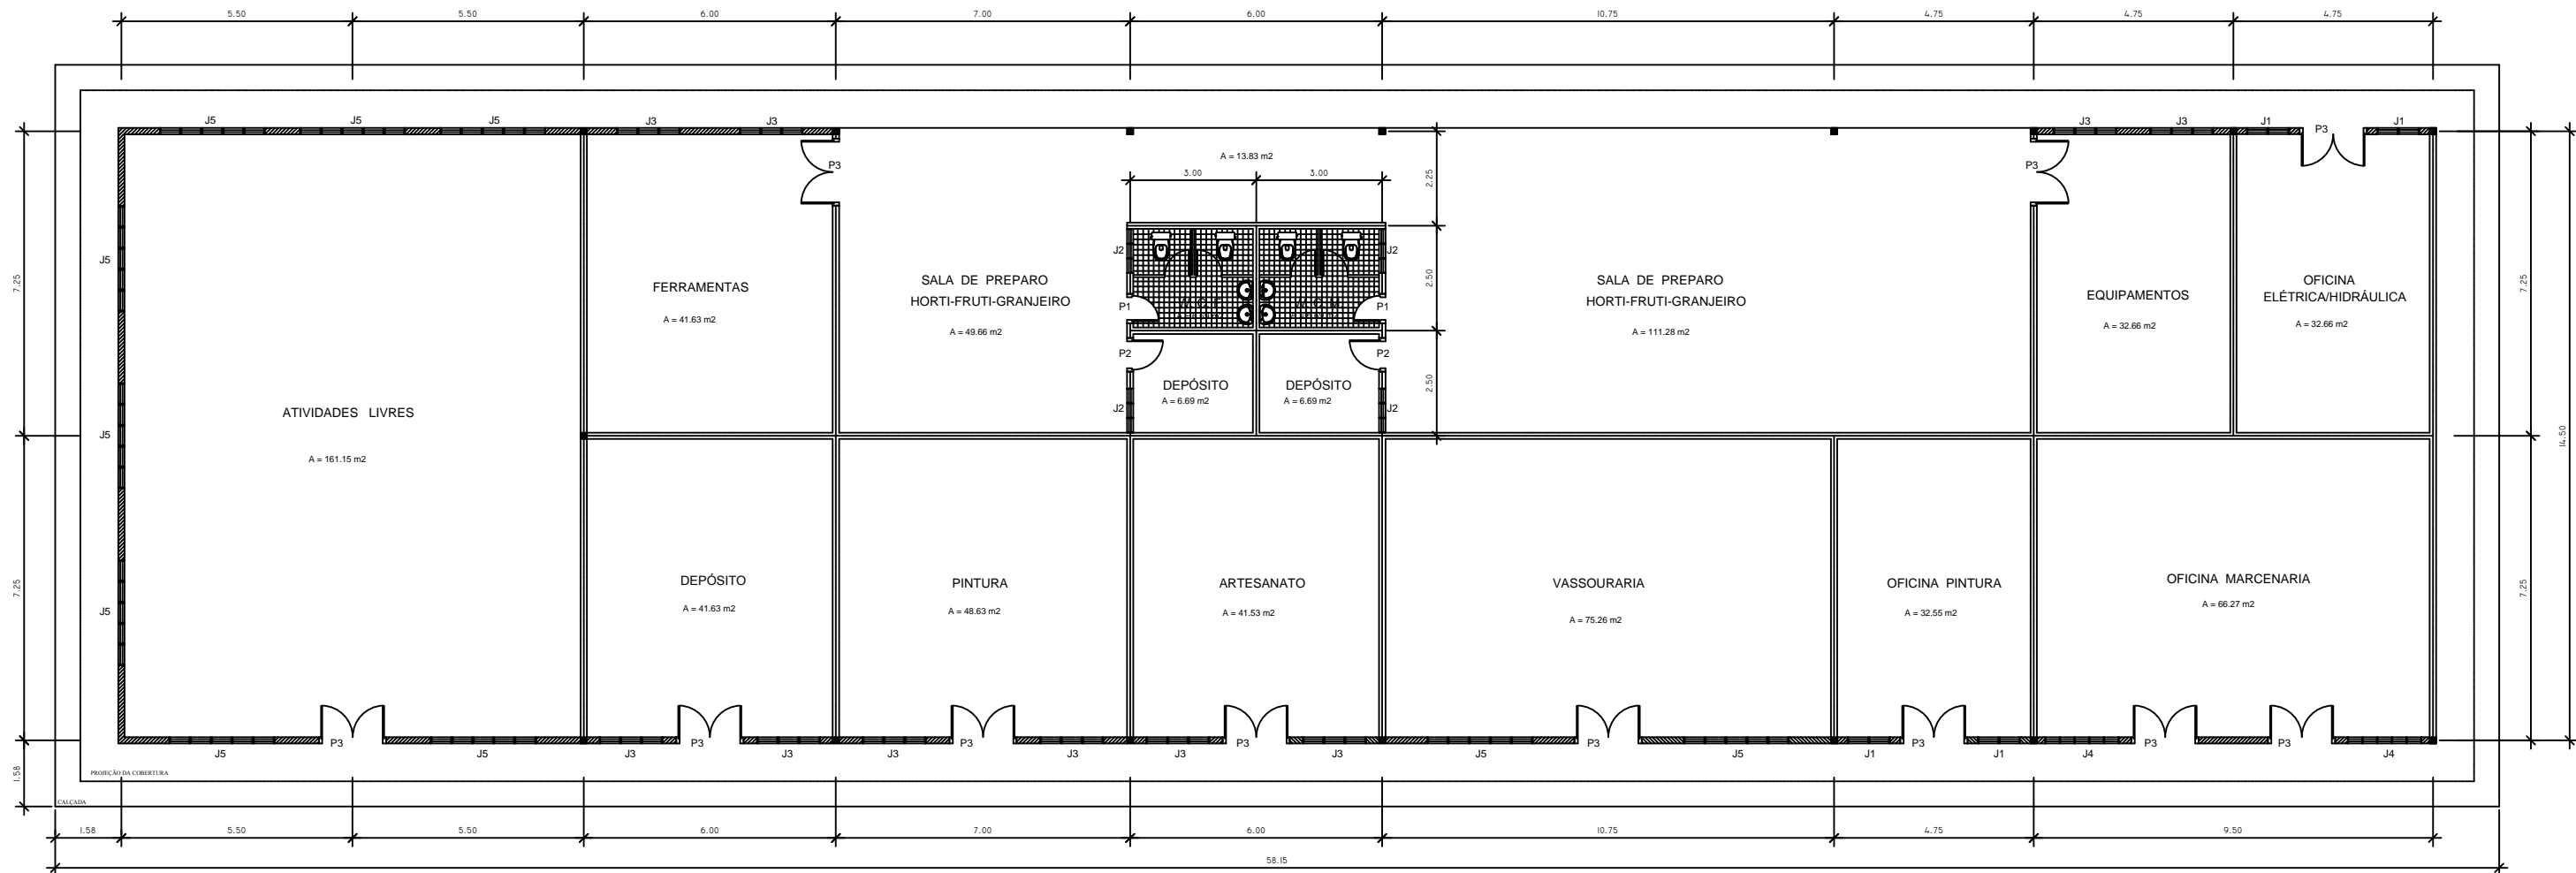 5.50 5.50 6.00 7.00 6.00 10.75 4.75 4.75 4.75
J5 J5 J5 J3 J3 J3 J3 J1 P3 J1
A = 13.83 m2
P3 P3
3.00 3.00
2.25
7.25
J5
J2 J2
2.50
7.25
FERRAMENTAS
A = 41.63 m2
SALA DE PREPARO
HORTI-FRUTI-GRANJEIRO
A = 49.66 m2
P1 P1
SALA DE PREPARO
HORTI-FRUTI-GRANJEIRO
A = 111.28 m2
EQUIPAMENTOS
A = 32.66 m2
OFICINA
ELÉTRICA/HIDRÁULICA
A = 32.66 m2
P2 P2
DEPÓSITO
A = 6.69 m2
DEPÓSITO
A = 6.69 m2
2.50
J2 J2
ATIVIDADES LIVRES
A = 161.15 m2
J5
14.50
7.25
DEPÓSITO
A = 41.63 m2
PINTURA
A = 48.63 m2
ARTESANATO
A = 41.53 m2
VASSOURARIA
A = 75.26 m2
OFICINA PINTURA
A = 32.55 m2
OFICINA MARCENARIA
A = 66.27 m2
7.25
J5
J5 P3 J5 J3 P3 J3 J3 P3 J3 J3 P3 J3 J5 P3 J5 J1 P3 J1 J4 P3 P3 J4
1.58
PROJEÇÃO DA COBERTURA
CALÇADA
1.58 5.50 5.50 6.00 7.00 6.00 10.75 4.75 9.50
58.15